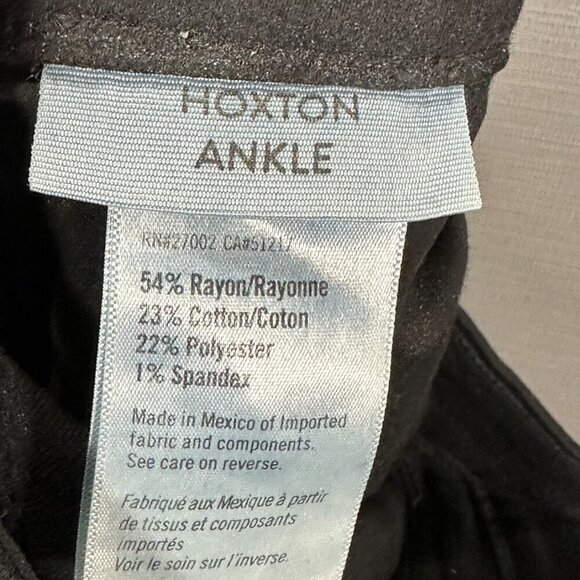 HOXTON
ANKLE
RN#27002 CA#51217
54% Rayon/Rayonne
23% Cotton/Coton
22% Polyester
1% Spandex
Made in Mexico of Imported
fabric and components.
See care on reverse.
Fabriqué aux Mexique à partir
de tissus et composants
importés
Voir le soin sur l'inverse.